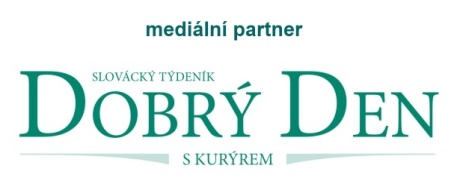 mediální partner
SLOVÁCKÝ TÝDENÍK
DOBRÝ DEN
S KURÝREM